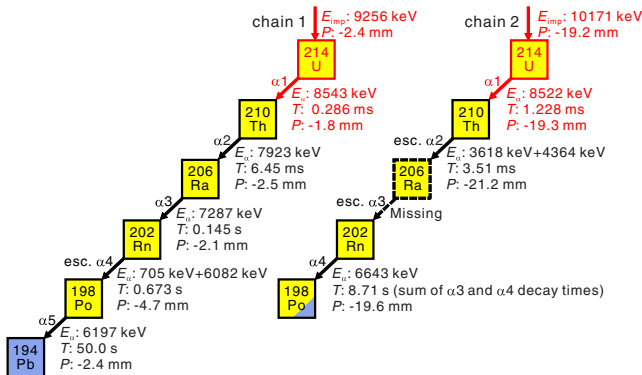 chain 1
E_imp: 9256 keV
P: -2.4 mm
214
U
α1
E_α: 8543 keV
T: 0.286 ms
P: -1.8 mm
210
Th
α2
E_α: 7923 keV
T: 6.45 ms
P: -2.5 mm
206
Ra
α3
E_α: 7287 keV
T: 0.145 s
P: -2.1 mm
202
Rn
esc. α4
E_α: 705 keV+6082 keV
T: 0.673 s
P: -4.7 mm
198
Po
α5
E_α: 6197 keV
T: 50.0 s
P: -2.4 mm
194
Pb
chain 2
E_imp: 10171 keV
P: -19.2 mm
214
U
α1
E_α: 8522 keV
T: 1.228 ms
P: -19.3 mm
210
Th
esc. α2
E_α: 3618 keV+4364 keV
T: 3.51 ms
P: -21.2 mm
206
Ra
esc. α3
Missing
202
Rn
α4
E_α: 6643 keV
T: 8.71 s (sum of α3 and α4 decay times)
P: -19.6 mm
198
Po